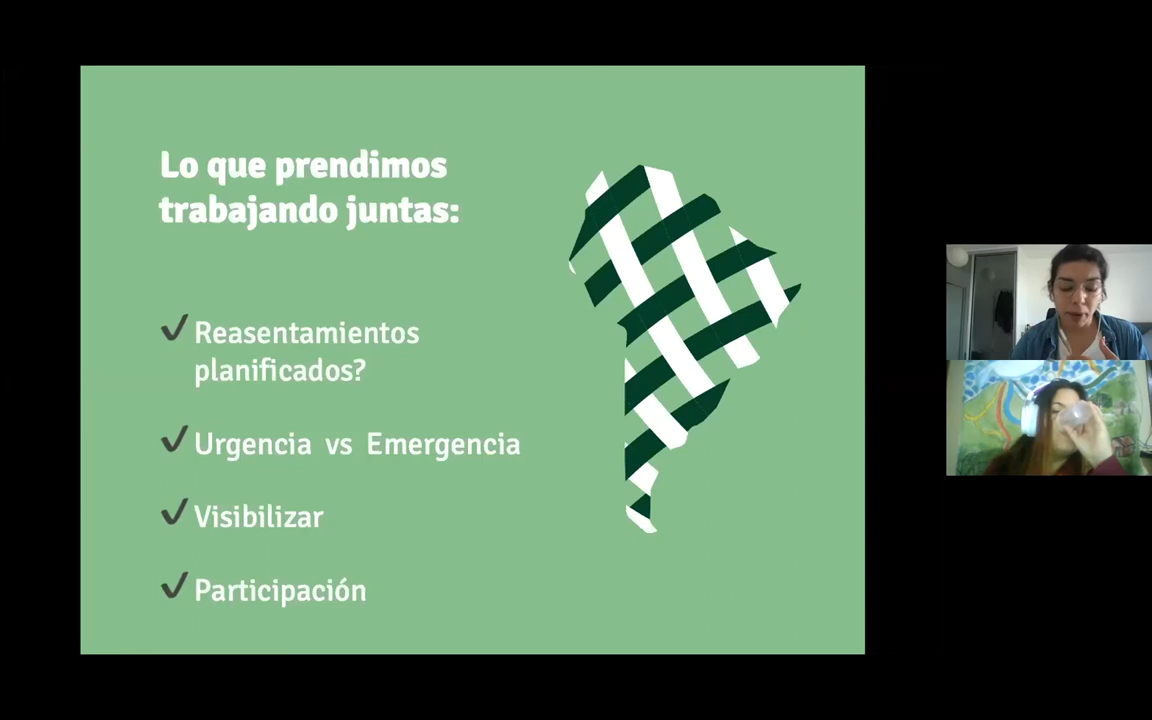 Lo que prendimos
trabajando juntas:
Reasentamientos
planificados?
Urgencia vs Emergencia
Visibilizar
Participación